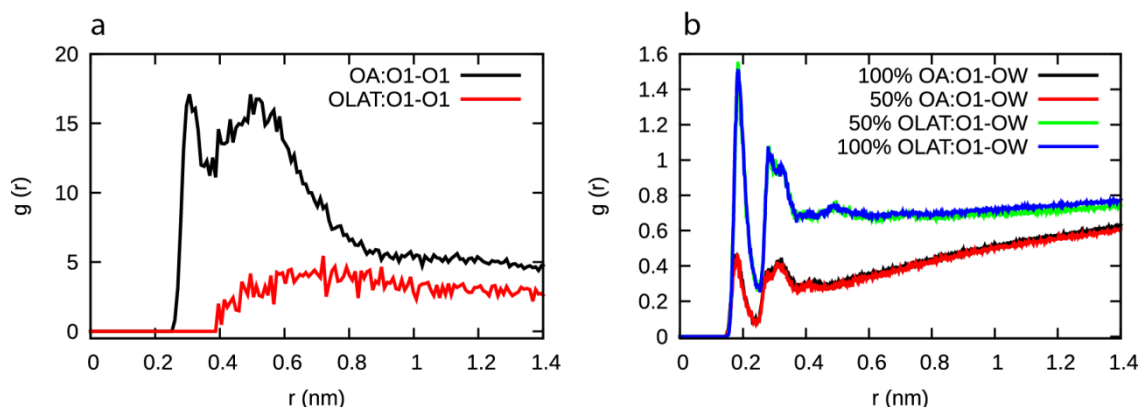 a
20
15
10
5
0
g (r)
OA:O1-O1
OLAT:O1-O1
0 0.2 0.4 0.6 0.8 1 1.2 1.4
r (nm)
b
1.6
1.4
1.2
1
0.8
0.6
0.4
0.2
0
g (r)
100% OA:O1-OW
50% OA:O1-OW
50% OLAT:O1-OW
100% OLAT:O1-OW
0 0.2 0.4 0.6 0.8 1 1.2 1.4
r (nm)